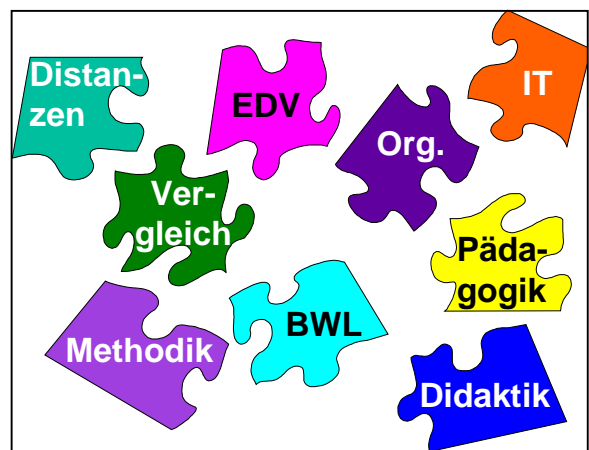 Distan-
zen
EDV
IT
Org.
Ver-
gleich
Päda-
gogik
Methodik
BWL
Didaktik